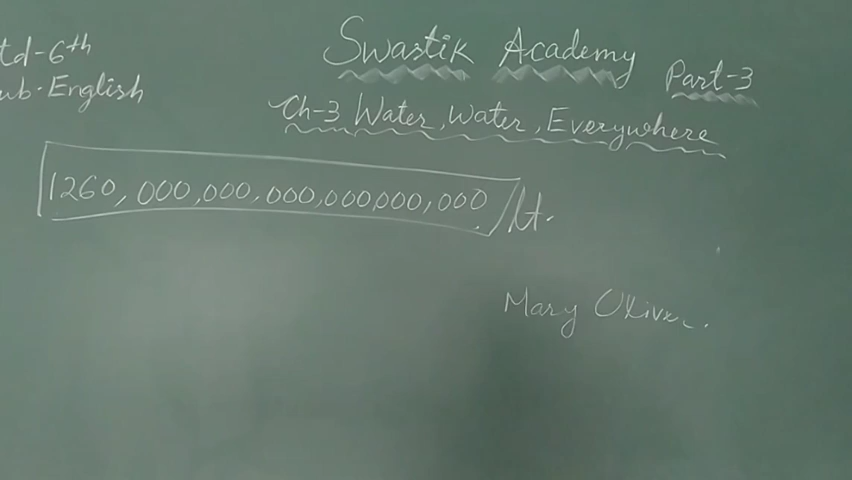 td-6th
Swastik Academy
Part-3
ub. English
Ch-3 Water, Water, Everywhere
1260,000,000,000,000,000,000 /lt.
Mary Oliver.